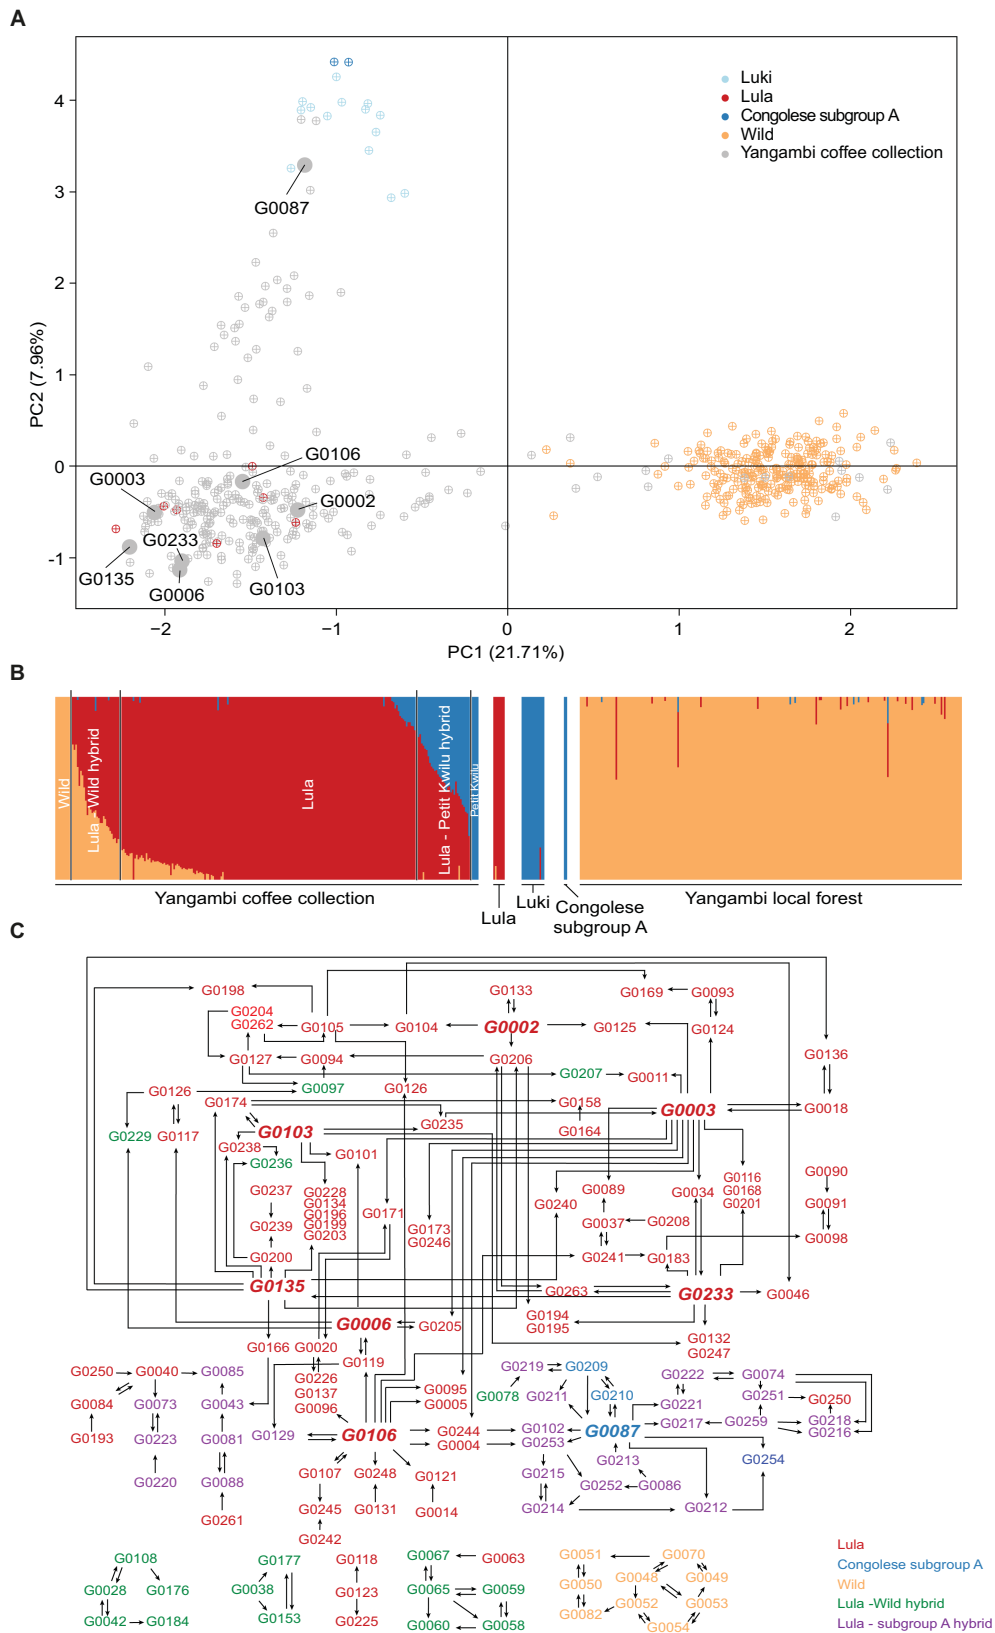 A
Luki
Lula
Congolese subgroup A
Wild
Yangambi coffee collection
4
3
2
1
0
-1
PC2 (7.96%)
G0087
G0106
G0003
G0002
G0233
G0135
G0006
G0103
−2
−1
0
1
2
PC1 (21.71%)
B
Wild
Lula - Wild hybrid
Lula
Lula - Petit Kwilu hybrid
Petit Kwilu
Yangambi coffee collection
Lula
Luki
Congolese
subgroup A
Yangambi local forest
C
G0198 G0133 G0169 G0093
G0204
G0262 G0105 G0104 G0002 G0125 G0124
G0127 G0094 G0206 G0136
G0207 G0011
G0126 G0097 G0126
G0174 G0158 G0003 G0018
G0229 G0117 G0103 G0235 G0164
G0238 G0101
G0236
G0237 G0228 G0171 G0240 G0089 G0034 G0116 G0090
G0134 G0168 G0091
G0196 G0201
G0239 G0199 G0173 G0037 G0208
G0203 G0246 G0098
G0200 G0241 G0183
G0135 G0263 G0233 G0046
G0006 G0205 G0194
G0195
G0166 G0020 G0132
G0119 G0247
G0250 G0040 G0085 G0226 G0219 G0209 G0222 G0074
G0137 G0095 G0078 G0211 G0210 G0251 G0250
G0084 G0073 G0043 G0096 G0005 G0221 G0218
G0193 G0223 G0081 G0129 G0106 G0244 G0102 G0087 G0217 G0259 G0216
G0004 G0253
G0220 G0088 G0107 G0248 G0121 G0215 G0213 G0254
G0252 G0086
G0261 G0245 G0131 G0014 G0214 G0212
G0242
G0108 G0177 G0118 G0067 G0063 G0051 G0070
G0028 G0176 G0038 G0123 G0065 G0059 G0050 G0048 G0049
G0042 G0184 G0153 G0225 G0060 G0058 G0082 G0052 G0053
G0054
Lula
Congolese subgroup A
Wild
Lula -Wild hybrid
Lula - subgroup A hybrid